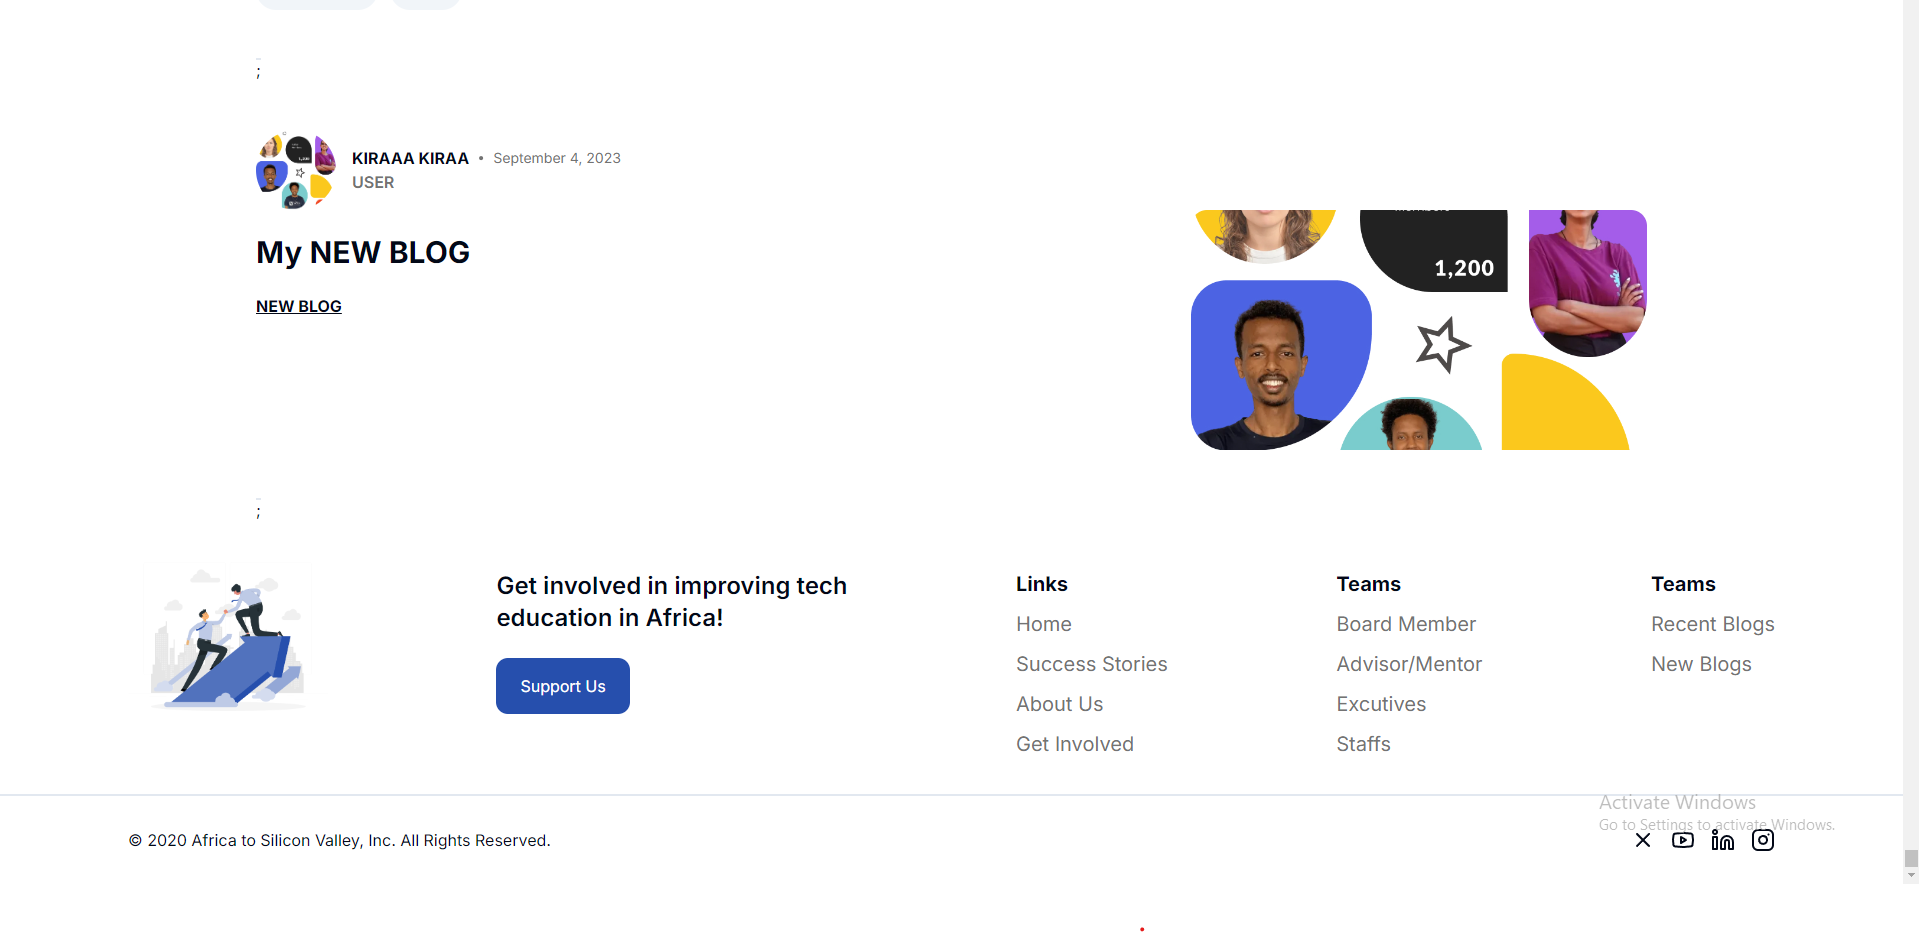 ;
KIRAAA KIRAA • September 4, 2023
USER
My NEW BLOG
NEW BLOG
1,200
;
Get involved in improving tech
education in Africa!
Support Us
Links
Home
Success Stories
About Us
Get Involved
Teams
Board Member
Advisor/Mentor
Excutives
Staffs
Teams
Recent Blogs
New Blogs
Activate Windows
Go to Settings to activate Windows.
© 2020 Africa to Silicon Valley, Inc. All Rights Reserved.